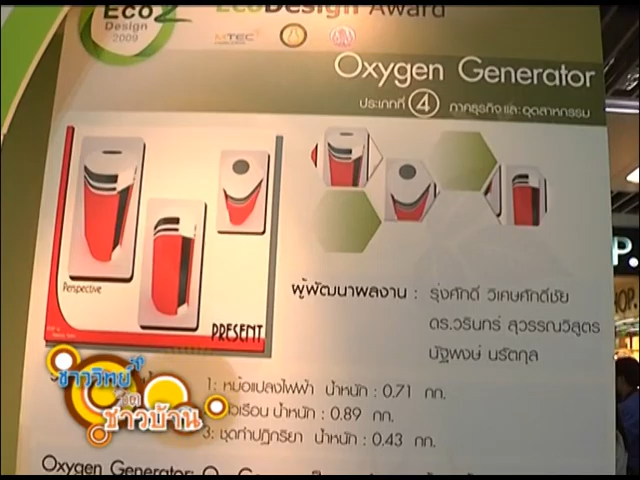 Eco
Design
2009
EcoDesign Award
MTEC
Oxygen Generator
ประเภทที่ 4 ภาคธุรกิจ และ อุตสาหกรรม
Perspective
PRESENT
ผู้พัฒนาผลงาน : รุ่งศักดิ์ วิเศษศักดิ์ชัย
ดร.วรินทร์ สุวรรณวิสูตร
นัฐพงษ์ นรัตกุล
1: หม้อแปลงไฟฟ้า น้ำหนัก : 0.71 กก.
น้ำหนัก : 0.89 กก.
3: ชุดทำปฏิกริยา น้ำหนัก : 0.43 กก.
Oxygen Generator:
ชาววิทย์
จิต
ชาวบ้าน
P.
OP.